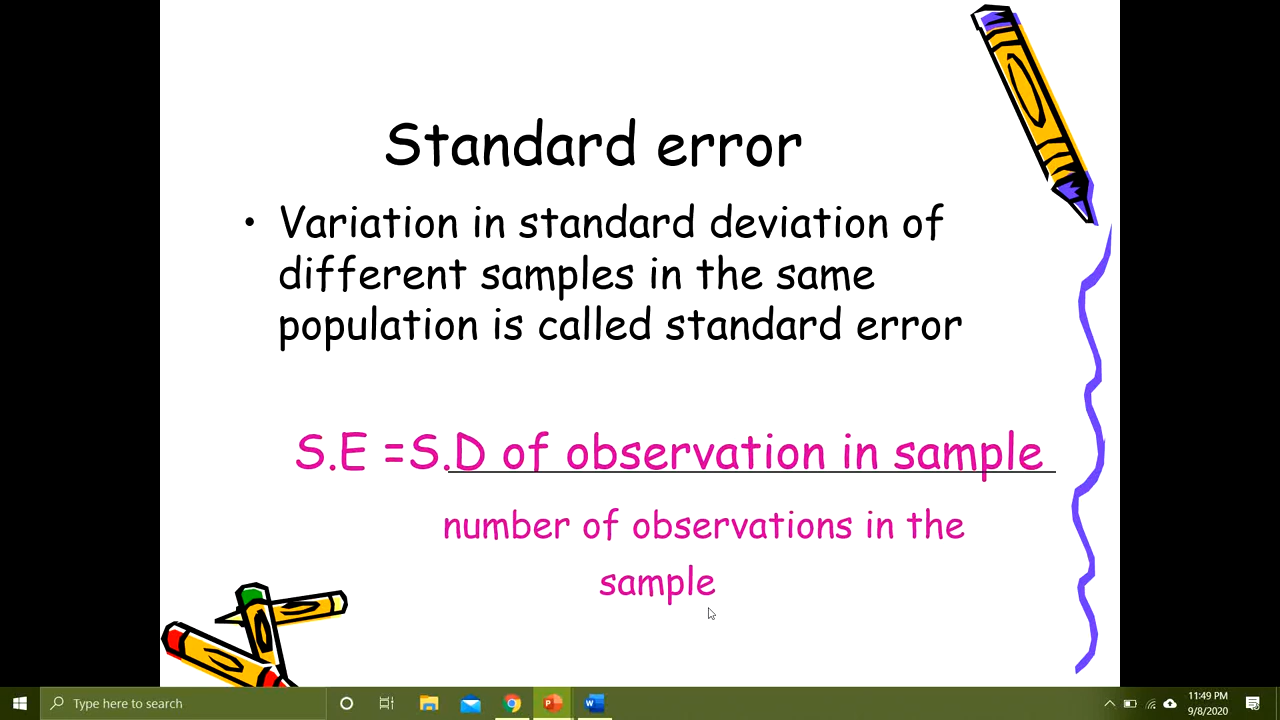 Standard error
• Variation in standard deviation of
different samples in the same
population is called standard error
S.E =S.D of observation in sample
number of observations in the
sample
Type here to search
11:49 PM
9/8/2020